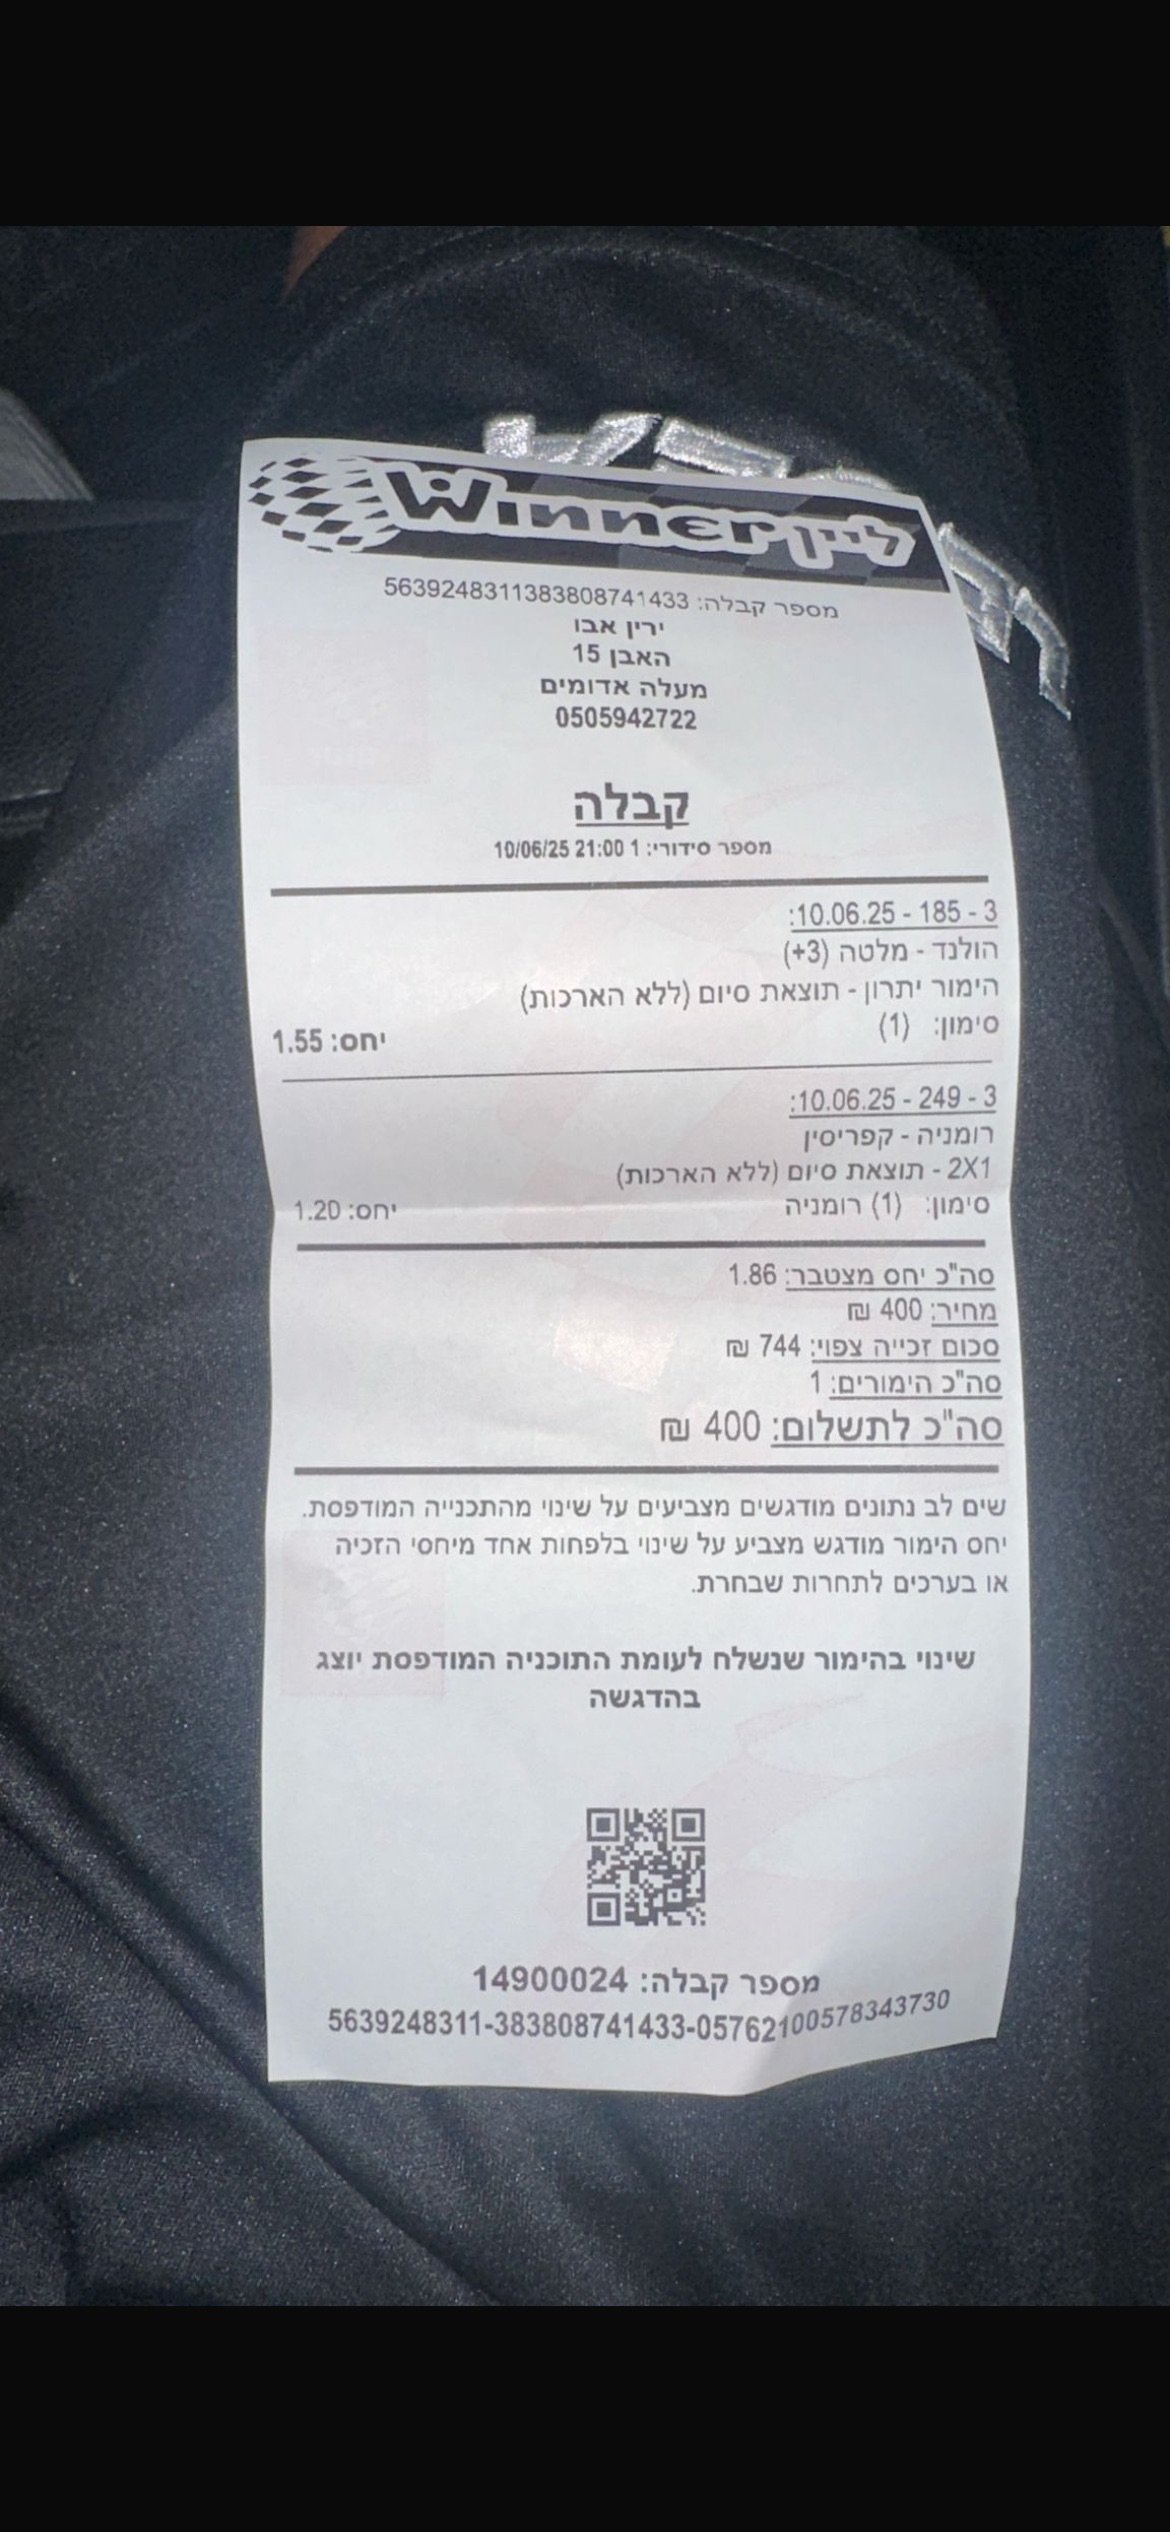 Winner ליין
מספר קבלה: 5639248311383808741433
ירין אבו
האבן 15
מעלה אדומים
0505942722
קבלה
מספר סידורי: 1 21:00 10/06/25
3 - 185 - 10.06.25:
הולנד - מלטה (3+)
הימור יתרון - תוצאת סיום (ללא הארכות)
סימון: (1) יחס: 1.55
3 - 249 - 10.06.25:
רומניה - קפריסין
2X1 - תוצאת סיום (ללא הארכות)
סימון: (1) רומניה יחס: 1.20
סה"כ יחס מצטבר: 1.86
מחיר: 400 ₪
סכום זכייה צפוי: 744 ₪
סה"כ הימורים: 1
סה"כ לתשלום: 400 ₪
שים לב נתונים מודגשים מצביעים על שינוי מהתכנייה המודפסת.
יחס הימור מודגש מצביע על שינוי בלפחות אחד מיחסי הזכיה
או בערכים לתחרות שבחרת.
שינוי בהימור שנשלח לעומת התוכניה המודפסת יוצג
בהדגשה
מספר קבלה: 14900024
5639248311-383808741433-05762100578343730